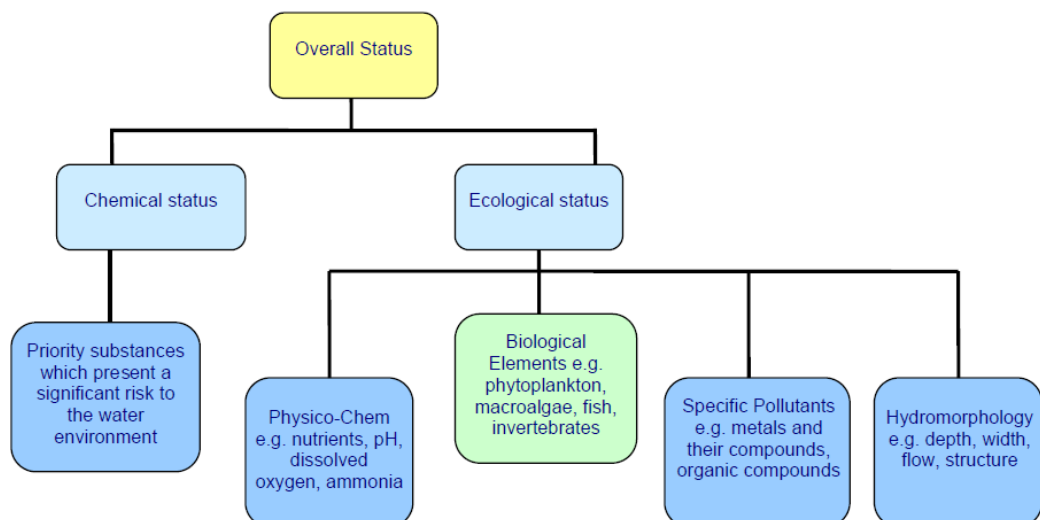 Overall Status
Chemical status
Ecological status
Priority substances
which present a
significant risk to
the water
environment
Physico-Chem
e.g. nutrients, pH,
dissolved
oxygen, ammonia
Biological
Elements e.g.
phytoplankton,
macroalgae, fish,
invertebrates
Specific Pollutants
e.g. metals and
their compounds,
organic compounds
Hydromorphology
e.g. depth, width,
flow, structure